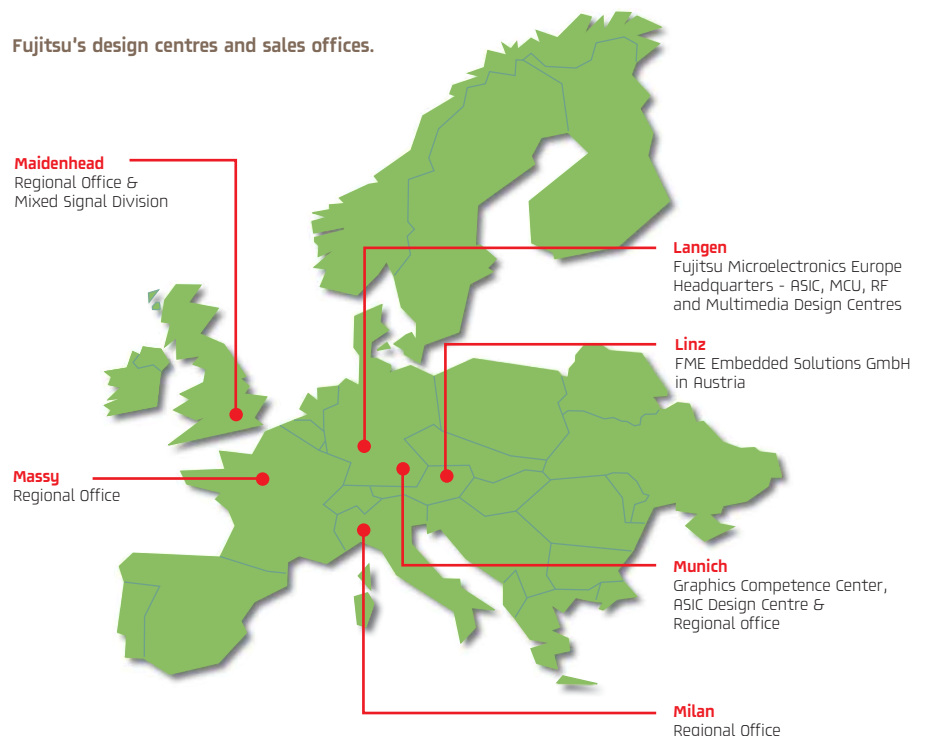 Fujitsu's design centres and sales offices.
Maidenhead
Regional Office &
Mixed Signal Division
Langen
Fujitsu Microelectronics Europe
Headquarters - ASIC, MCU, RF
and Multimedia Design Centres
Linz
FME Embedded Solutions GmbH
in Austria
Massy
Regional Office
Munich
Graphics Competence Center,
ASIC Design Centre &
Regional office
Milan
Regional Office